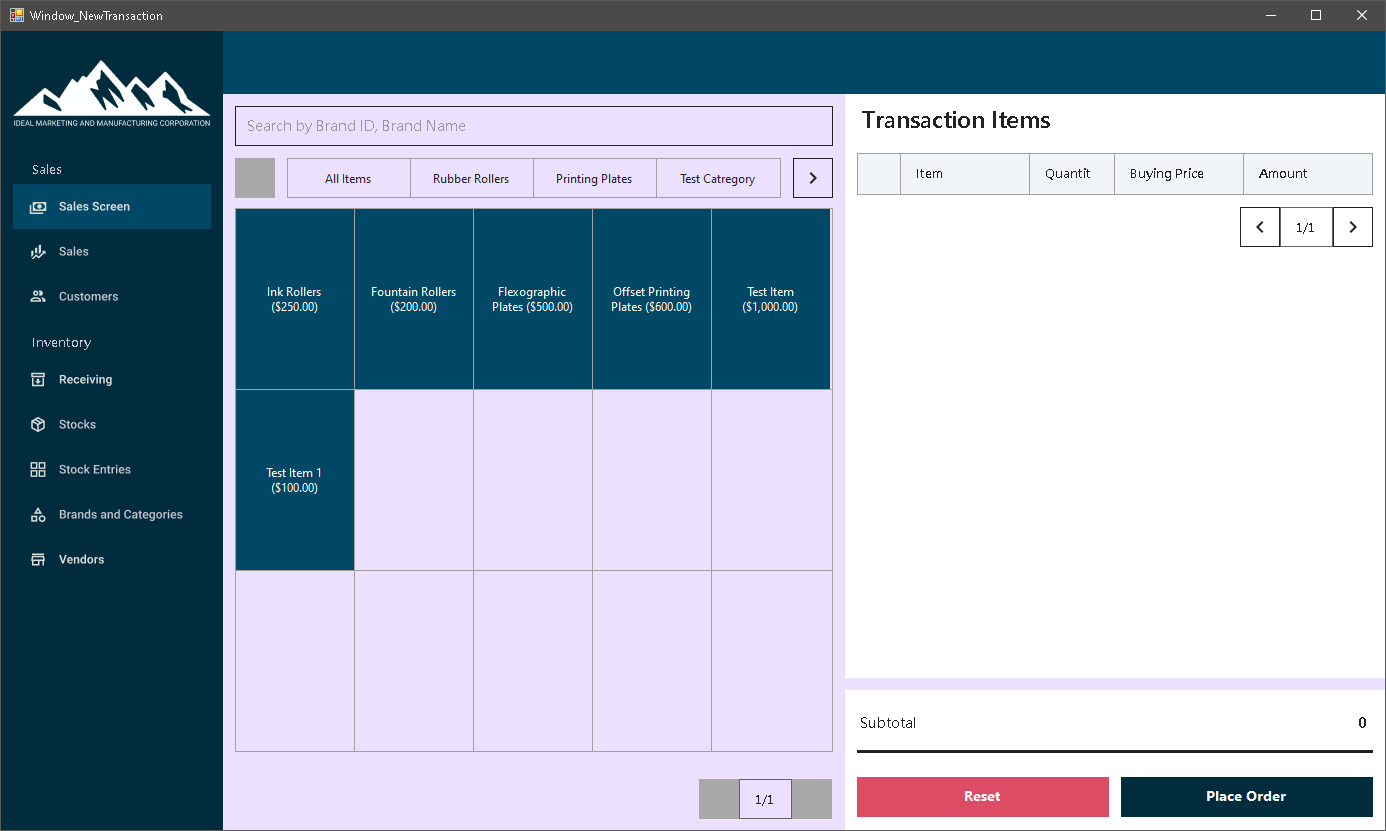 Window_NewTransaction
IDEAL MARKETING AND MANUFACTURING CORPORATION
Sales
Sales Screen
Sales
Customers
Inventory
Receiving
Stocks
Stock Entries
Brands and Categories
Vendors
Search by Brand ID, Brand Name
All Items
Rubber Rollers
Printing Plates
Test Catregory
Ink Rollers
($250.00)
Fountain Rollers
($200.00)
Flexographic
Plates ($500.00)
Offset Printing
Plates ($600.00)
Test Item
($1,000.00)
Test Item 1
($100.00)
1/1
Transaction Items
Item
Quantit
Buying Price
Amount
1/1
Subtotal
0
Reset
Place Order